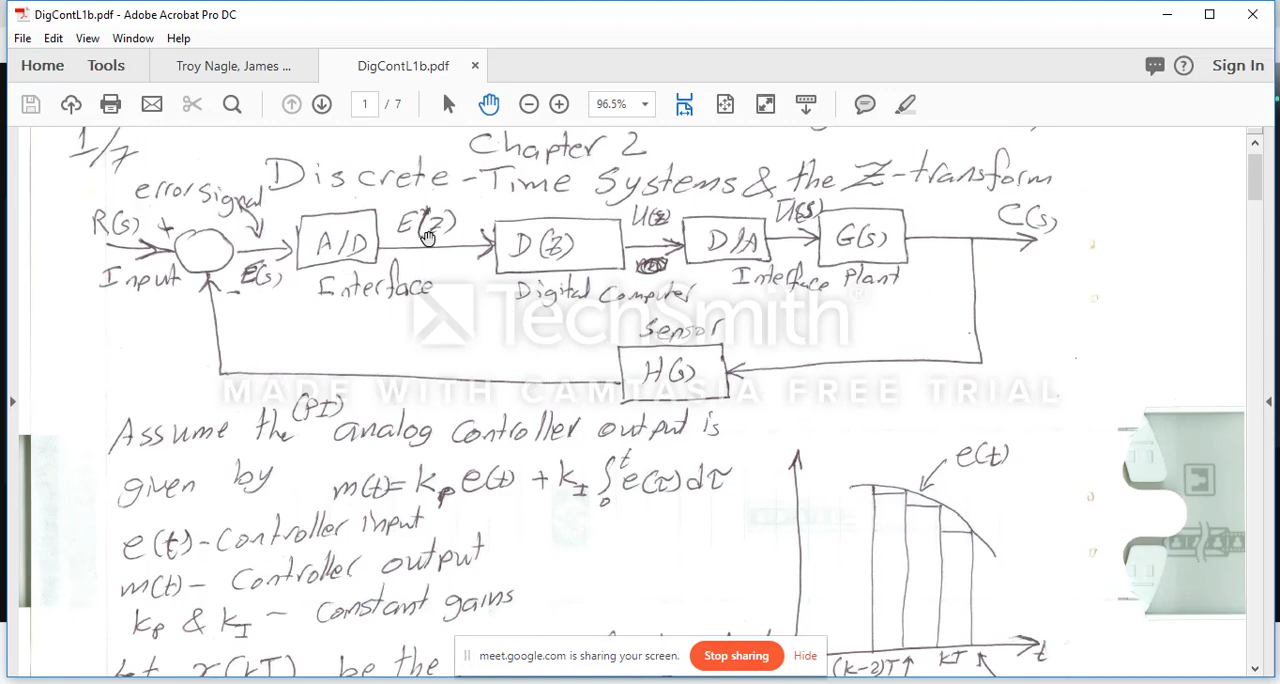 DigContL1b.pdf - Adobe Acrobat Pro DC
File Edit View Window Help
Home Tools Troy Nagle, James ... DigContL1b.pdf × Sign In
1 / 7 96.5%
1/7
Chapter 2
Discrete-Time Systems & the Z-transform
error signal
R(s) + E(z) U(z) U(s) C(s)
A/D D(z) D/A G(s)
Input - E(s) Interface Digital Computer Interface Plant
Sensor
H(s)
TechSmith®
MADE WITH CAMTASIA FREE TRIAL
Assume the (PI) analog controller output is
given by m(t) = kp e(t) + kI ∫0t e(τ)dτ
e(t)
e(t) - controller input
m(t) - controller output
kp & kI - constant gains
meet.google.com is sharing your screen. Stop sharing Hide
Let x(kT) be the
(k-2)T kT t